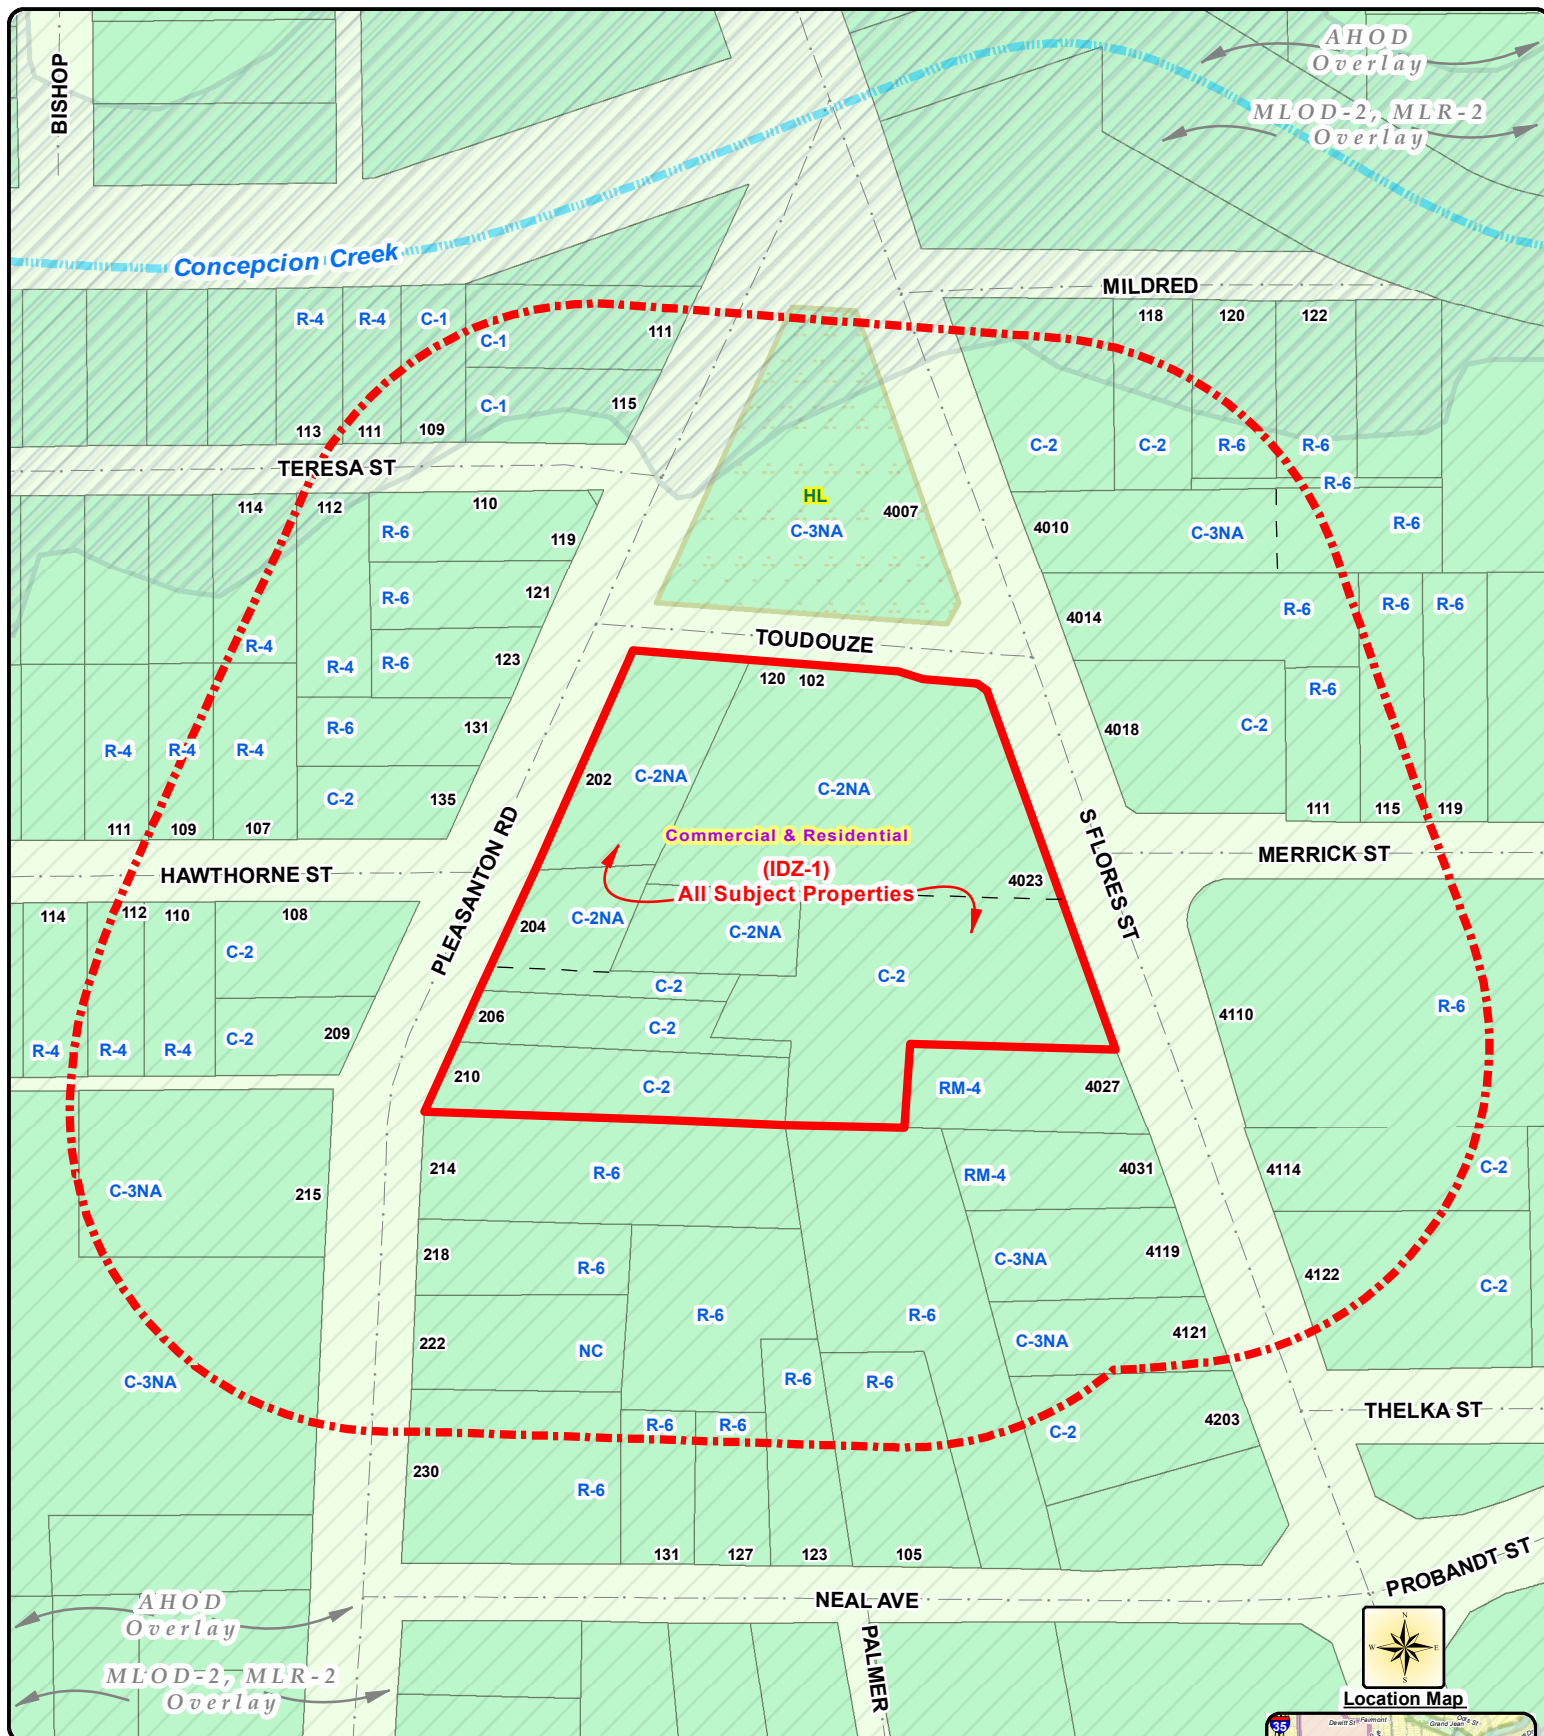 BISHOP
AHOD
Overlay
MLOD-2, MLR-2
Overlay
Concepcion Creek
MILDRED
R-4
R-4
C-1
C-1
111
118
120
122
C-1
115
113
111
109
C-2
C-2
R-6
R-6
TERESA ST
R-6
114
112
110
HL
4007
C-3NA
4010
C-3NA
R-6
R-6
119
R-6
121
R-6
R-6
R-6
4014
R-4
R-4
R-6
123
TOUDOUZE
120
102
R-6
R-6
131
4018
C-2
R-4
R-4
R-4
202
C-2NA
C-2NA
C-2
135
111
115
119
111
109
107
PLEASANTON RD
S FLORES ST
Commercial & Residential
(IDZ-1)
All Subject Properties
4023
MERRICK ST
HAWTHORNE ST
114
112
110
108
C-2NA
204
C-2NA
C-2
C-2
C-2
206
C-2
4110
R-6
R-4
R-4
R-4
C-2
209
210
C-2
RM-4
4027
214
R-6
RM-4
4031
4114
C-2
C-3NA
215
218
R-6
C-3NA
4119
4122
C-2
R-6
R-6
222
NC
C-3NA
4121
C-3NA
R-6
R-6
R-6
R-6
C-2
4203
THELKA ST
230
R-6
131
127
123
105
PROBANDT ST
NEAL AVE
PALMER
AHOD
Overlay
MLOD-2, MLR-2
Overlay
N
W
E
S
Location Map
35
Dewitt St
Fairmont
Grand Jean